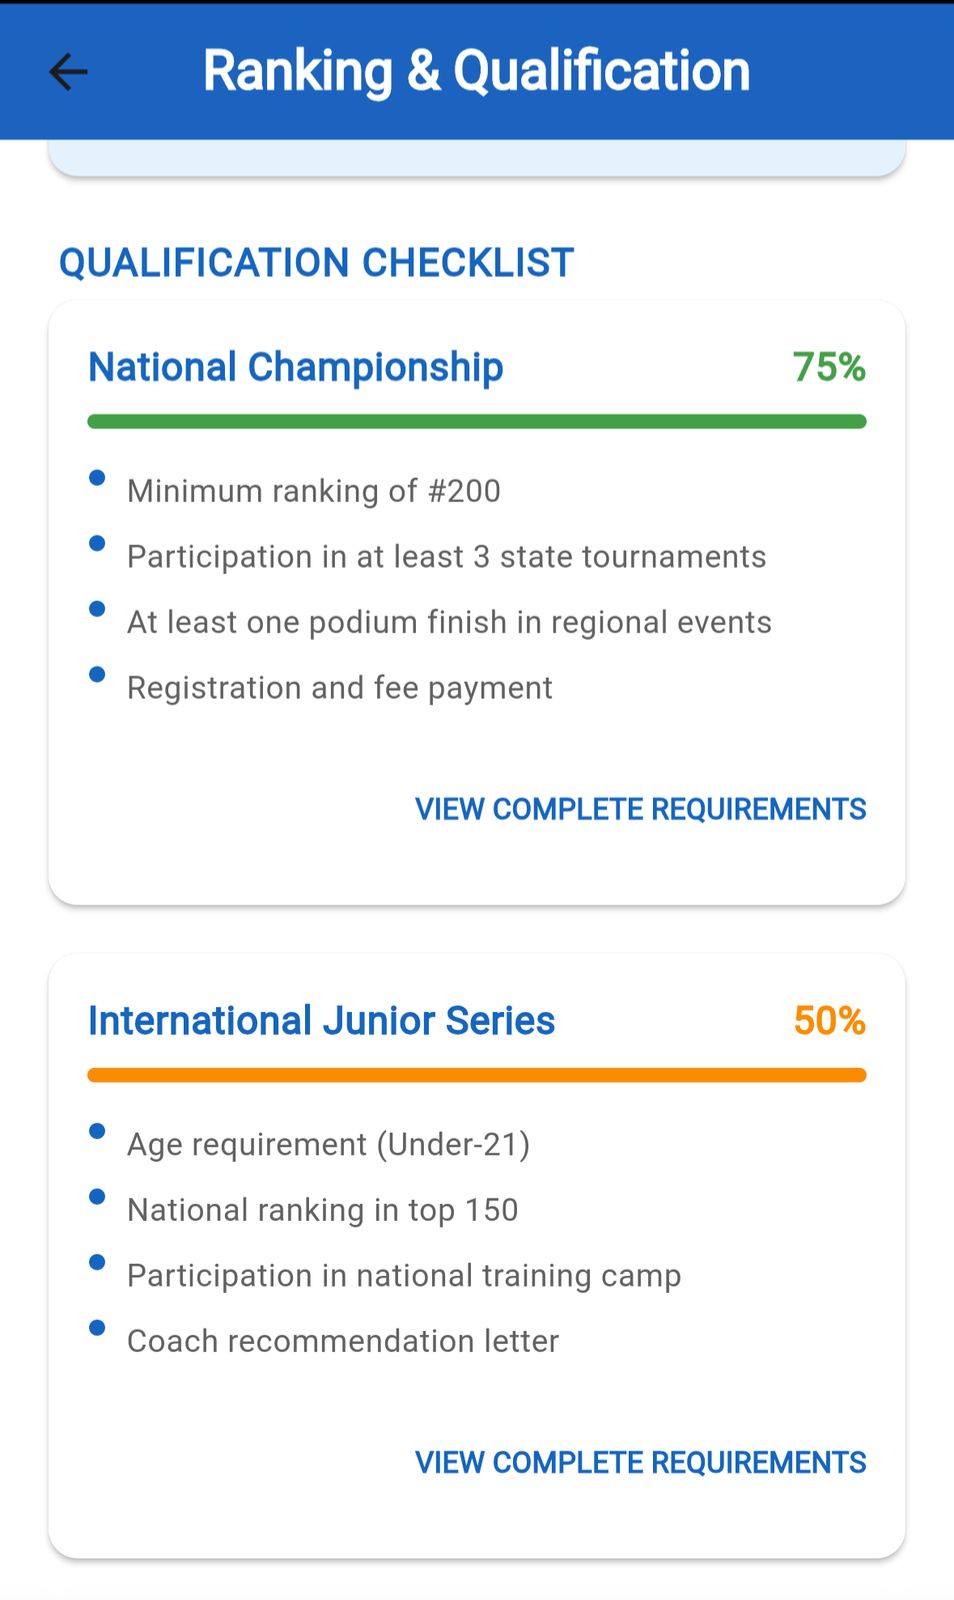 Ranking & Qualification
QUALIFICATION CHECKLIST
National Championship 75%
Minimum ranking of #200
Participation in at least 3 state tournaments
At least one podium finish in regional events
Registration and fee payment
VIEW COMPLETE REQUIREMENTS
International Junior Series 50%
Age requirement (Under-21)
National ranking in top 150
Participation in national training camp
Coach recommendation letter
VIEW COMPLETE REQUIREMENTS